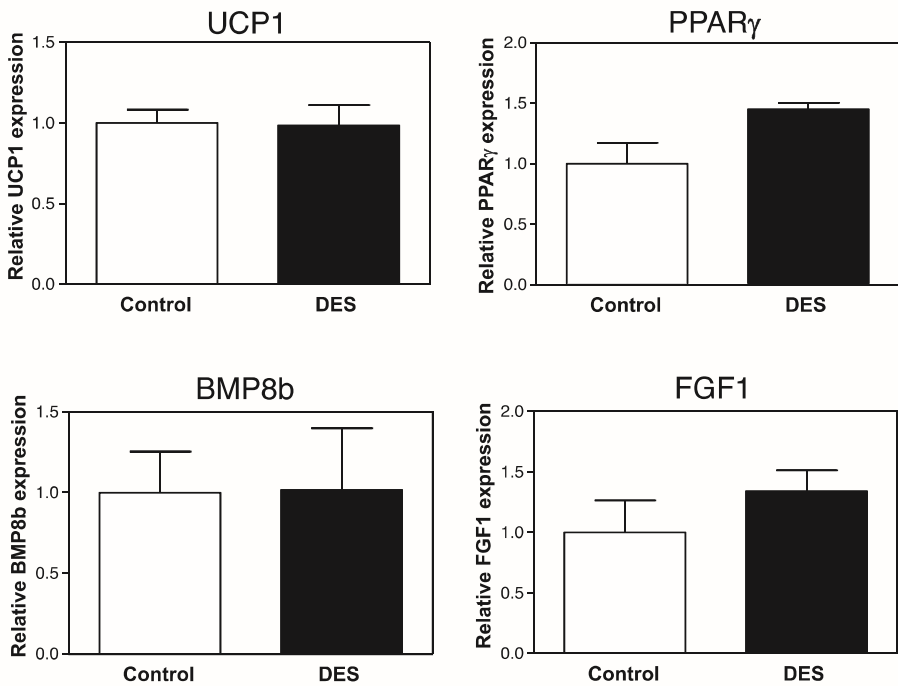 UCP1
Relative UCP1 expression
1.5
1.0
0.5
0.0
Control DES
PPARγ
Relative PPARγ expression
2.0
1.5
1.0
0.5
0.0
Control DES
BMP8b
Relative BMP8b expression
1.5
1.0
0.5
0.0
Control DES
FGF1
Relative FGF1 expression
2.0
1.5
1.0
0.5
0.0
Control DES